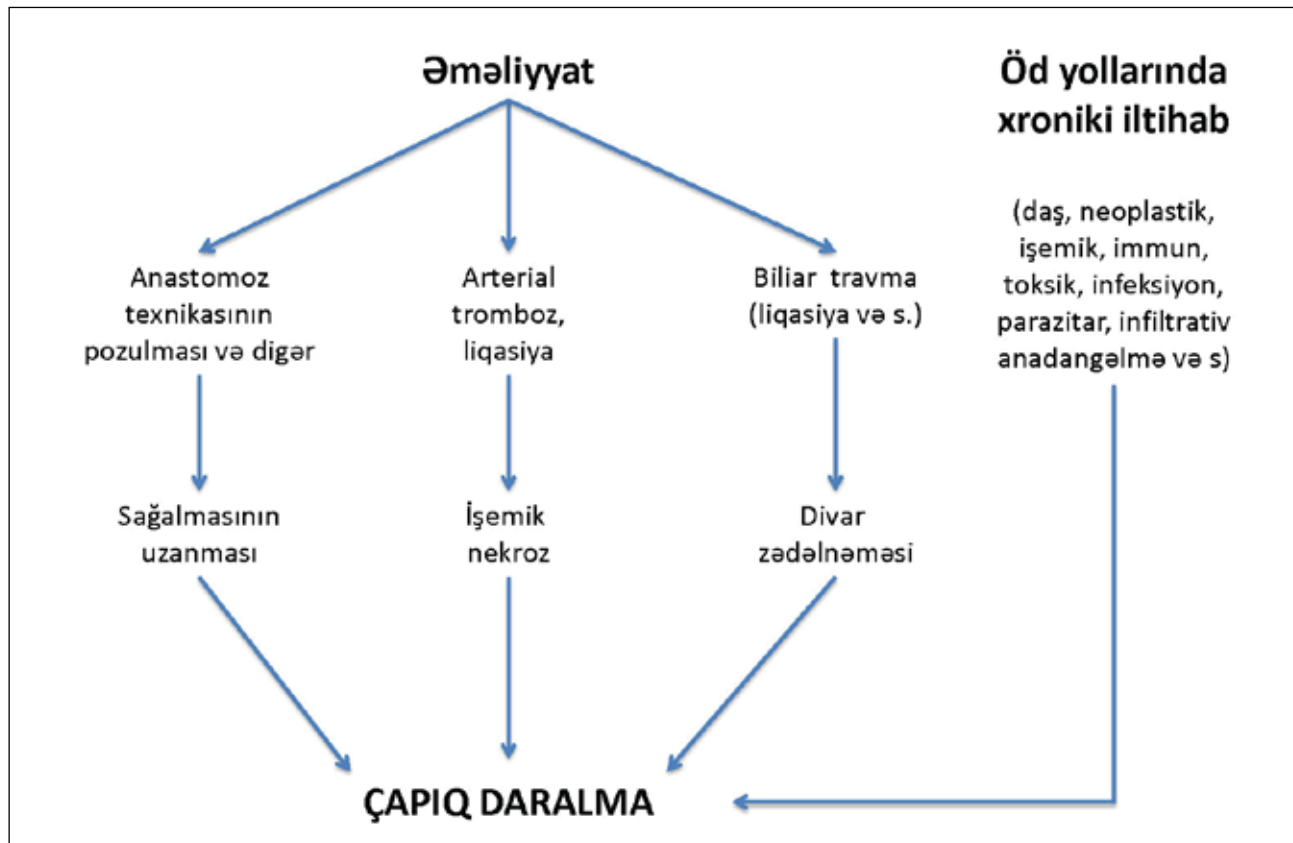 Əməliyyat
Öd yollarında
xroniki iltihab
(daş, neoplastik,
işemik, immun,
toksik, infeksiyon,
parazitar, infiltrativ
anadangəlmə və s)
Anastomoz
texnikasının
pozulması və digər
Arterial
tromboz,
liqasiya
Biliar travma
(liqasiya və s.)
Sağalmasının
uzanması
İşemik
nekroz
Divar
zədəlnəməsi
ÇAPIQ DARALMA